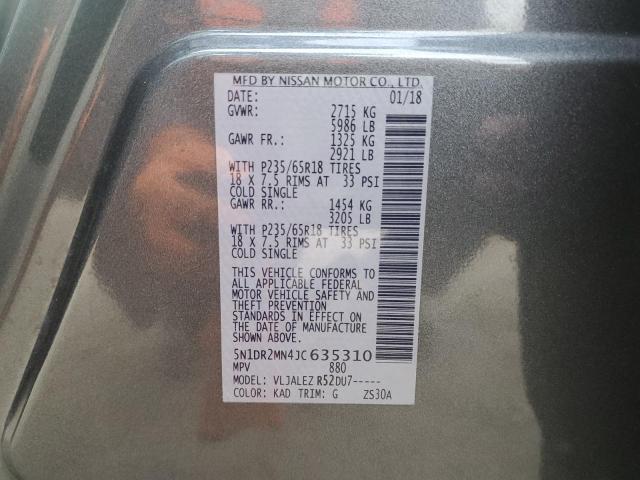 MFD BY NISSAN MOTOR CO., LTD.
DATE: 01/18
GVWR: 2715 KG
5986 LB
GAWR FR.: 1325 KG
2921 LB
WITH P235/65R18 TIRES
18 X 7.5 RIMS AT 33 PSI
COLD SINGLE
GAWR RR.: 1454 KG
3205 LB
WITH P235/65R18 TIRES
18 X 7.5 RIMS AT 33 PSI
COLD SINGLE
THIS VEHICLE CONFORMS TO
ALL APPLICABLE FEDERAL
MOTOR VEHICLE SAFETY AND
THEFT PREVENTION
STANDARDS IN EFFECT ON
THE DATE OF MANUFACTURE
SHOWN ABOVE.
5N1DR2MN4JC635310
MPV 880
MODEL: VLJALEZ R52DU7-----
COLOR: KAD TRIM: G ZS30A